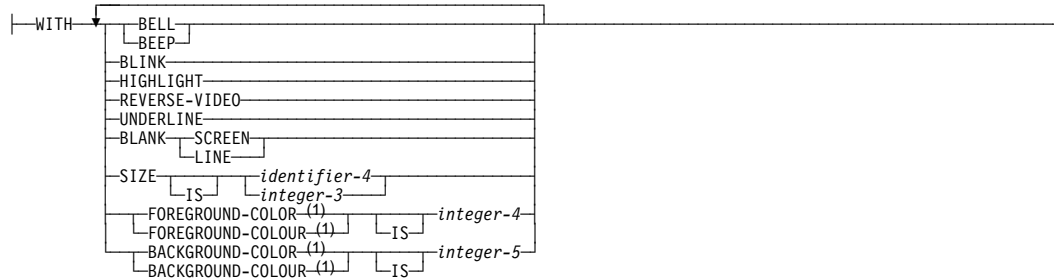 WITH BELL
BEEP
BLINK
HIGHLIGHT
REVERSE-VIDEO
UNDERLINE
BLANK SCREEN
LINE
SIZE identifier-4
IS integer-3
FOREGROUND-COLOR (1) integer-4
FOREGROUND-COLOUR (1) IS
BACKGROUND-COLOR (1) integer-5
BACKGROUND-COLOUR (1) IS